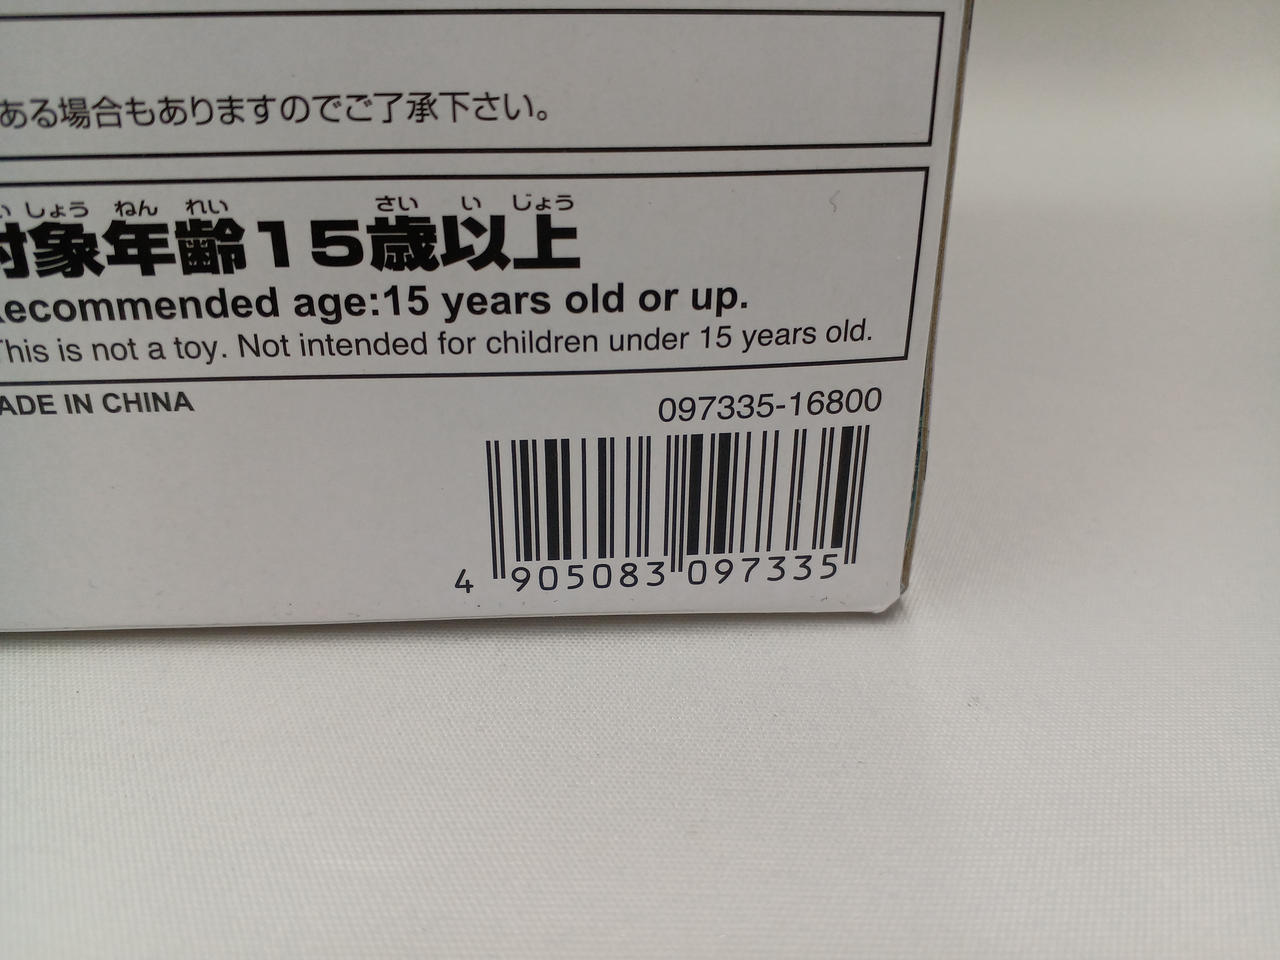 ある場合もありますのでご了承下さい。
しょう ねん れい さい い じょう
対象年齢15歳以上
Recommended age:15 years old or up.
This is not a toy. Not intended for children under 15 years old.
MADE IN CHINA
097335-16800
4 905083 097335